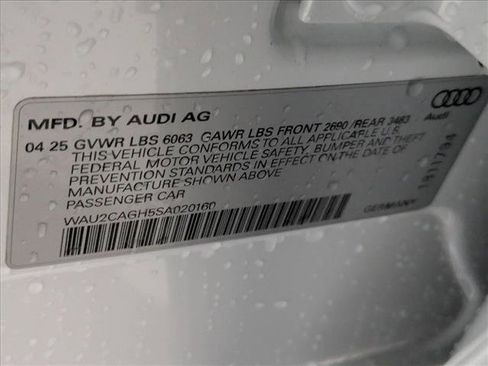 MFD. BY AUDI AG
Audi
04 25 GVWR LBS 6063 GAWR LBS FRONT 2690 / REAR 3483
THIS VEHICLE CONFORMS TO ALL APPLICABLE U.S.
FEDERAL MOTOR VEHICLE SAFETY, BUMPER AND THEFT
PREVENTION STANDARDS IN EFFECT ON THE DATE OF
MANUFACTURE SHOWN ABOVE
PASSENGER CAR
WAU2CAGH5SA020160
GERMANY